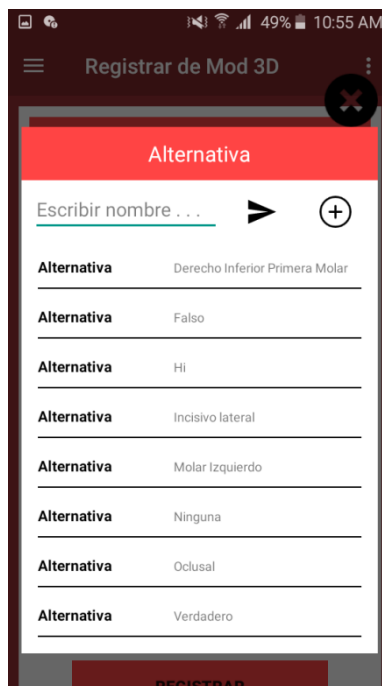 49% 10:55 AM
Registrar de Mod 3D
Alternativa
Escribir nombre . . .
Alternativa Derecho Inferior Primera Molar
Alternativa Falso
Alternativa Hi
Alternativa Incisivo lateral
Alternativa Molar Izquierdo
Alternativa Ninguna
Alternativa Oclusal
Alternativa Verdadero
REGISTRAR